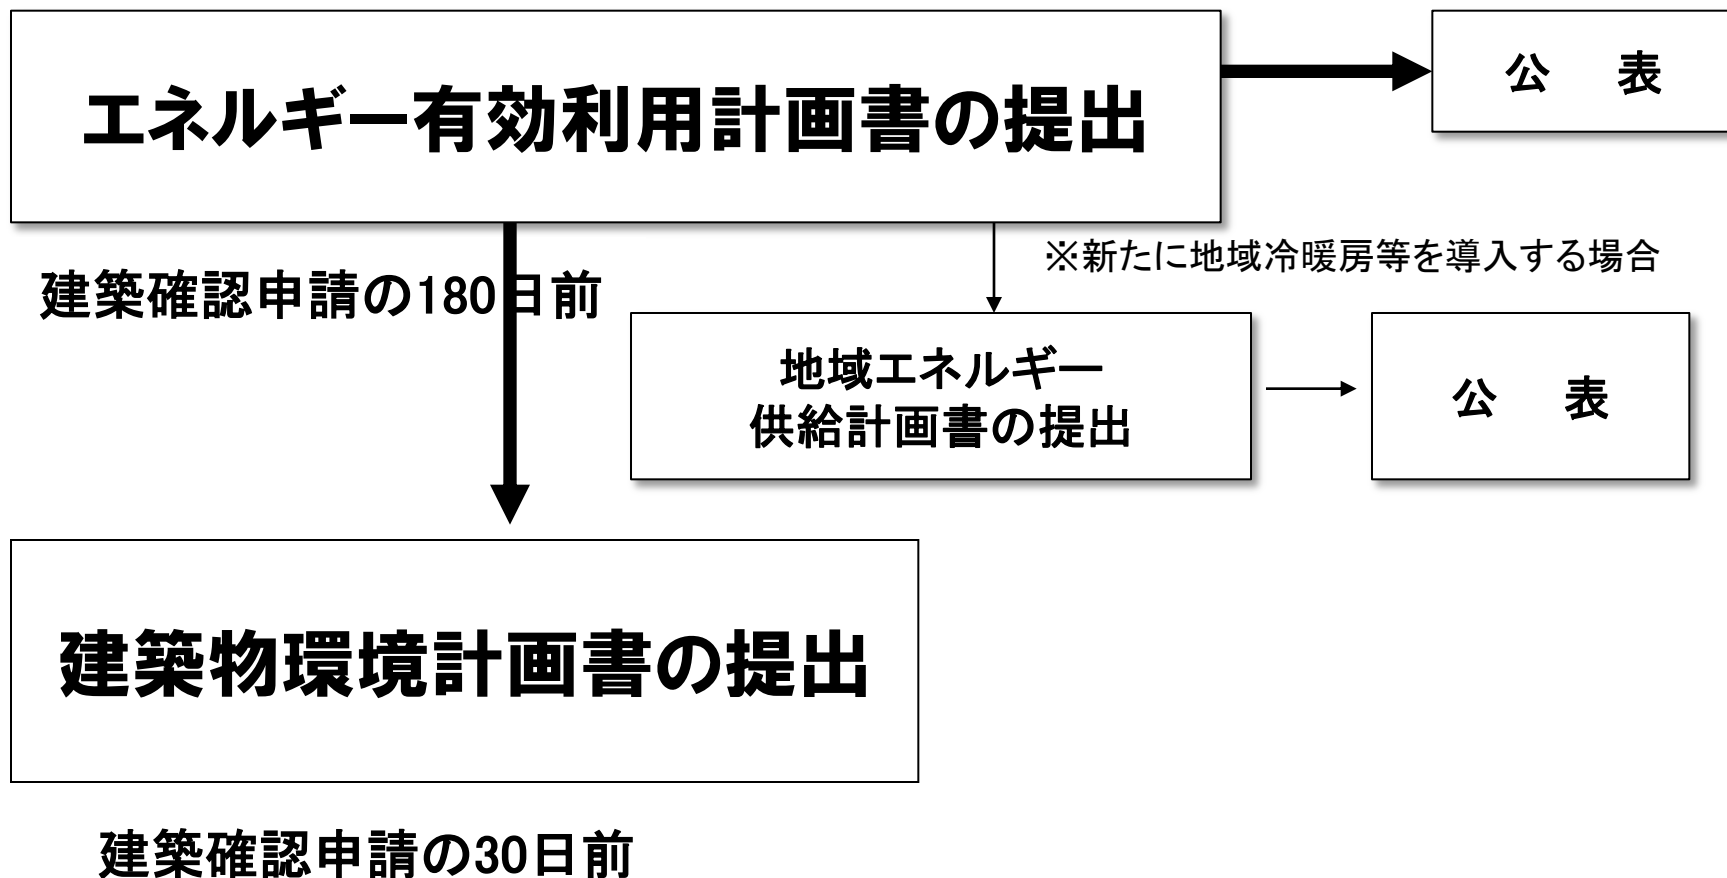 エネルギー有効利用計画書の提出
公　表
※新たに地域冷暖房等を導入する場合
建築確認申請の180日前
地域エネルギー
供給計画書の提出
公　表
建築物環境計画書の提出
建築確認申請の30日前